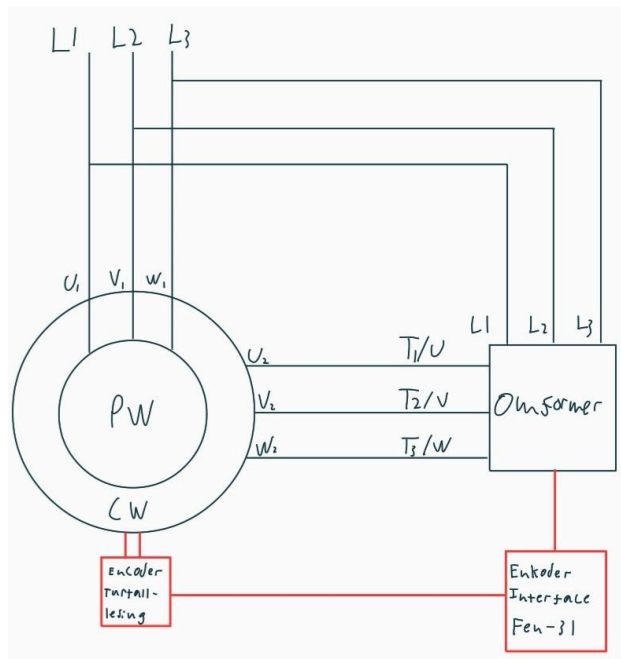 L1 L2 L3
U₁ V₁ W₁
L1 L2 L3
U₂ T₁/U
V₂ T2/V
W₂ T₃/W
PW
CW
Omformer
Encoder
Turtall-
lesing
Enkoder
Interface
Fen-31